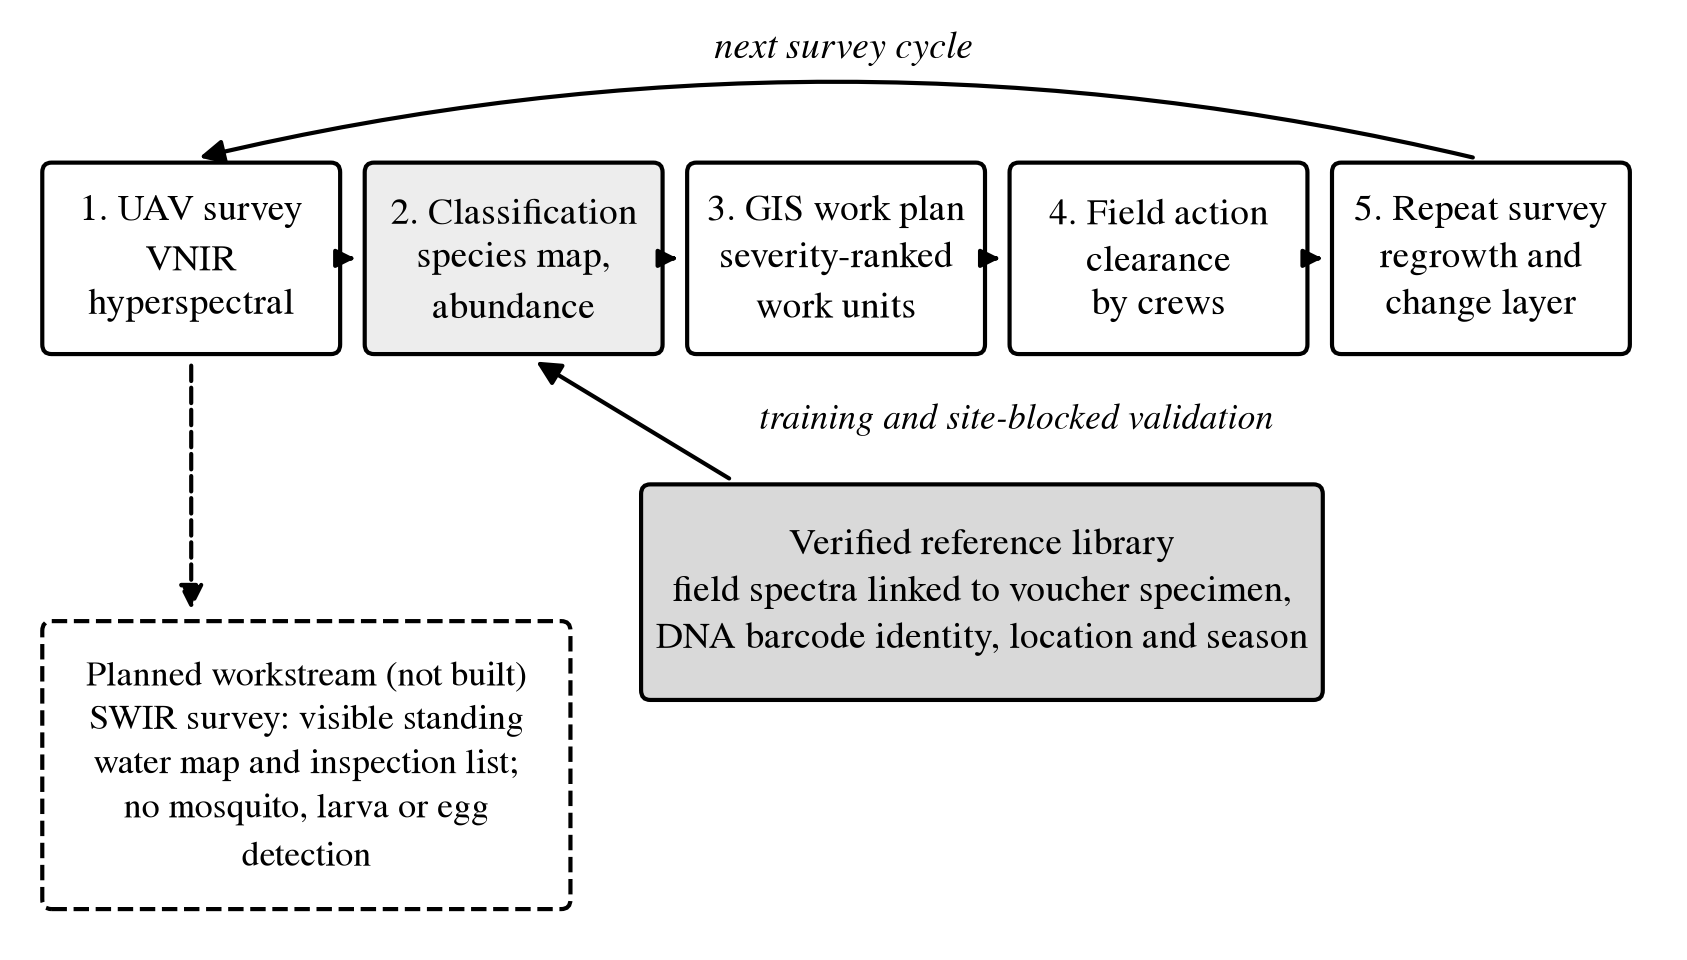 next survey cycle
1. UAV survey
VNIR
hyperspectral
2. Classification
species map,
abundance
3. GIS work plan
severity-ranked
work units
4. Field action
clearance
by crews
5. Repeat survey
regrowth and
change layer
training and site-blocked validation
Verified reference library
field spectra linked to voucher specimen,
DNA barcode identity, location and season
Planned workstream (not built)
SWIR survey: visible standing
water map and inspection list;
no mosquito, larva or egg
detection